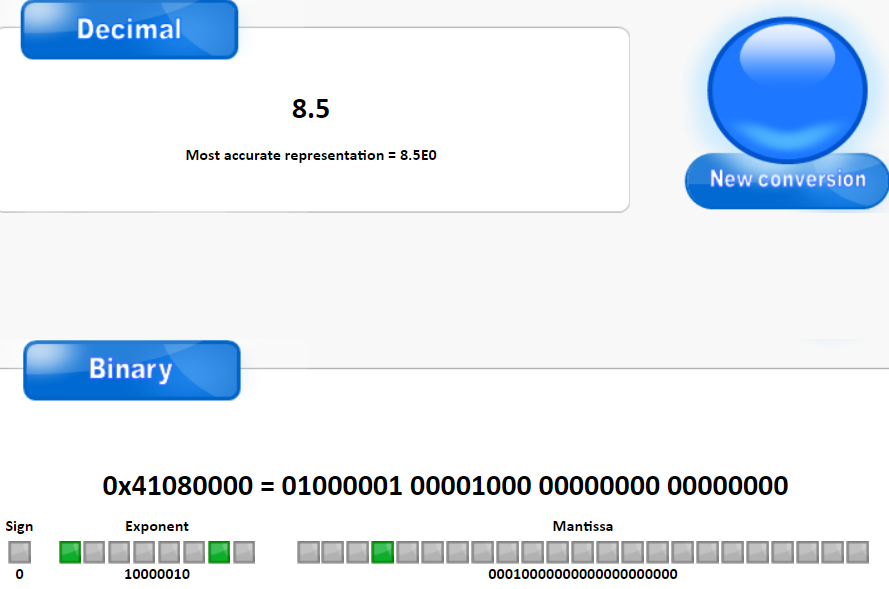 Decimal
8.5
Most accurate representation = 8.5E0
New conversion
Binary
0x41080000 = 01000001 00001000 00000000 00000000
Sign Exponent Mantissa
0 10000010 00010000000000000000000